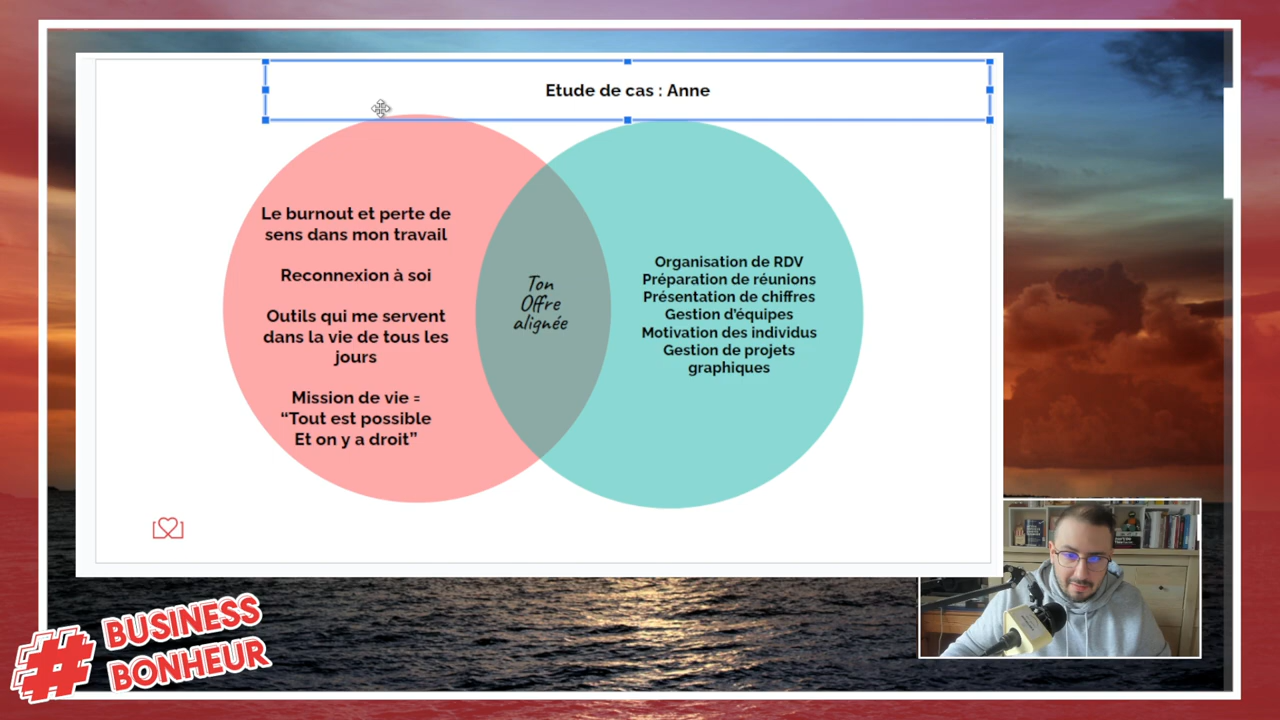 Etude de cas : Anne
Le burnout et perte de
sens dans mon travail
Reconnexion à soi
Outils qui me servent
dans la vie de tous les
jours
Mission de vie =
“Tout est possible
Et on y a droit”
Ton
Offre
alignée
Organisation de RDV
Préparation de réunions
Présentation de chiffres
Gestion d'équipes
Motivation des individus
Gestion de projets
graphiques
# BUSINESS
BONHEUR